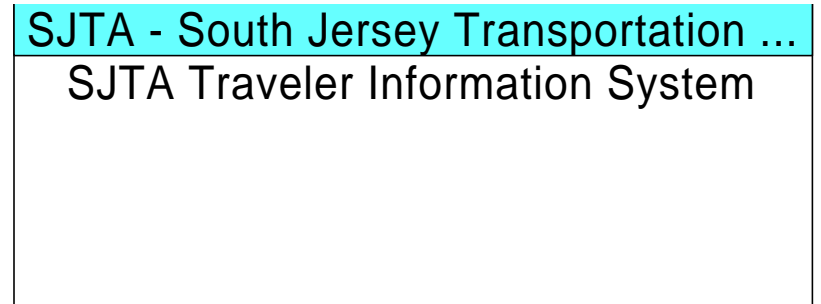 SJTA - South Jersey Transportation ...
SJTA Traveler Information System